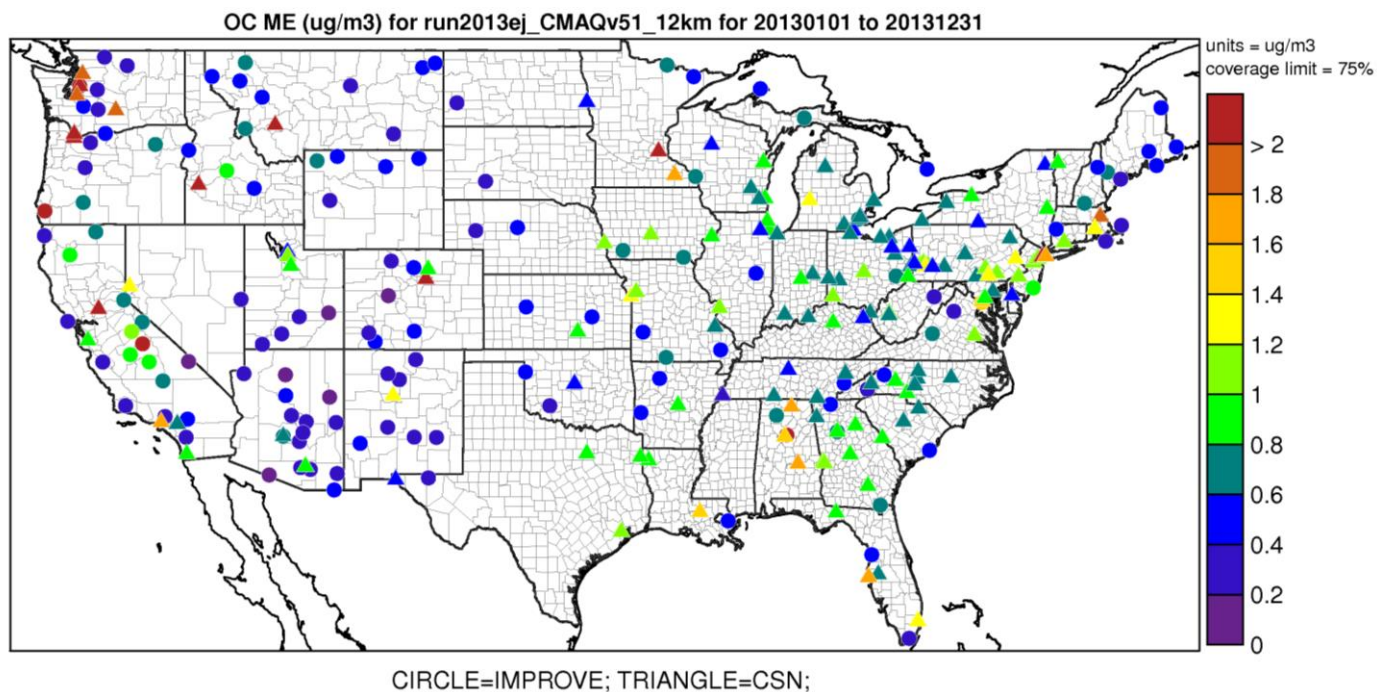 OC ME (ug/m3) for run2013ej_CMAQv51_12km for 20130101 to 20131231
units = ug/m3
coverage limit = 75%
> 2
1.8
1.6
1.4
1.2
1
0.8
0.6
0.4
0.2
0
CIRCLE=IMPROVE; TRIANGLE=CSN;